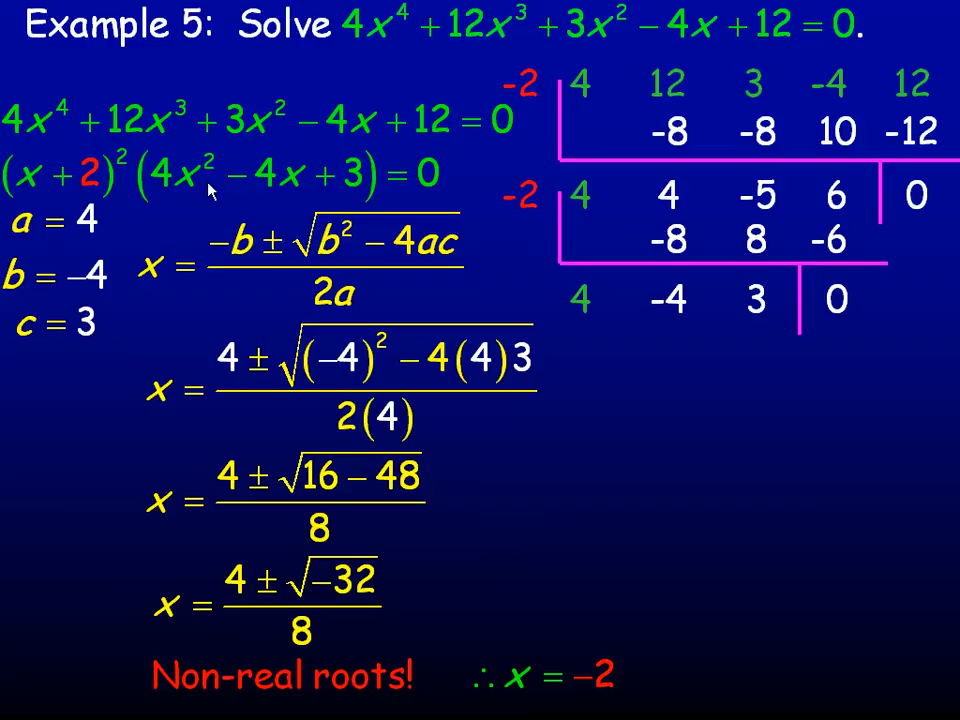 Example 5: Solve 4x⁴ + 12x³ + 3x² − 4x + 12 = 0.
4x⁴ + 12x³ + 3x² − 4x + 12 = 0
(x + 2)² (4x² − 4x + 3) = 0
a = 4
b = −4
c = 3
x = (−b ± √(b² − 4ac)) / 2a
x = (4 ± √((−4)² − 4(4)3)) / 2(4)
x = (4 ± √(16 − 48)) / 8
x = (4 ± √(−32)) / 8
Non-real roots! ∴ x = −2
-2 4 12 3 -4 12
-8 -8 10 -12
-2 4 4 -5 6 0
-8 8 -6
4 -4 3 0